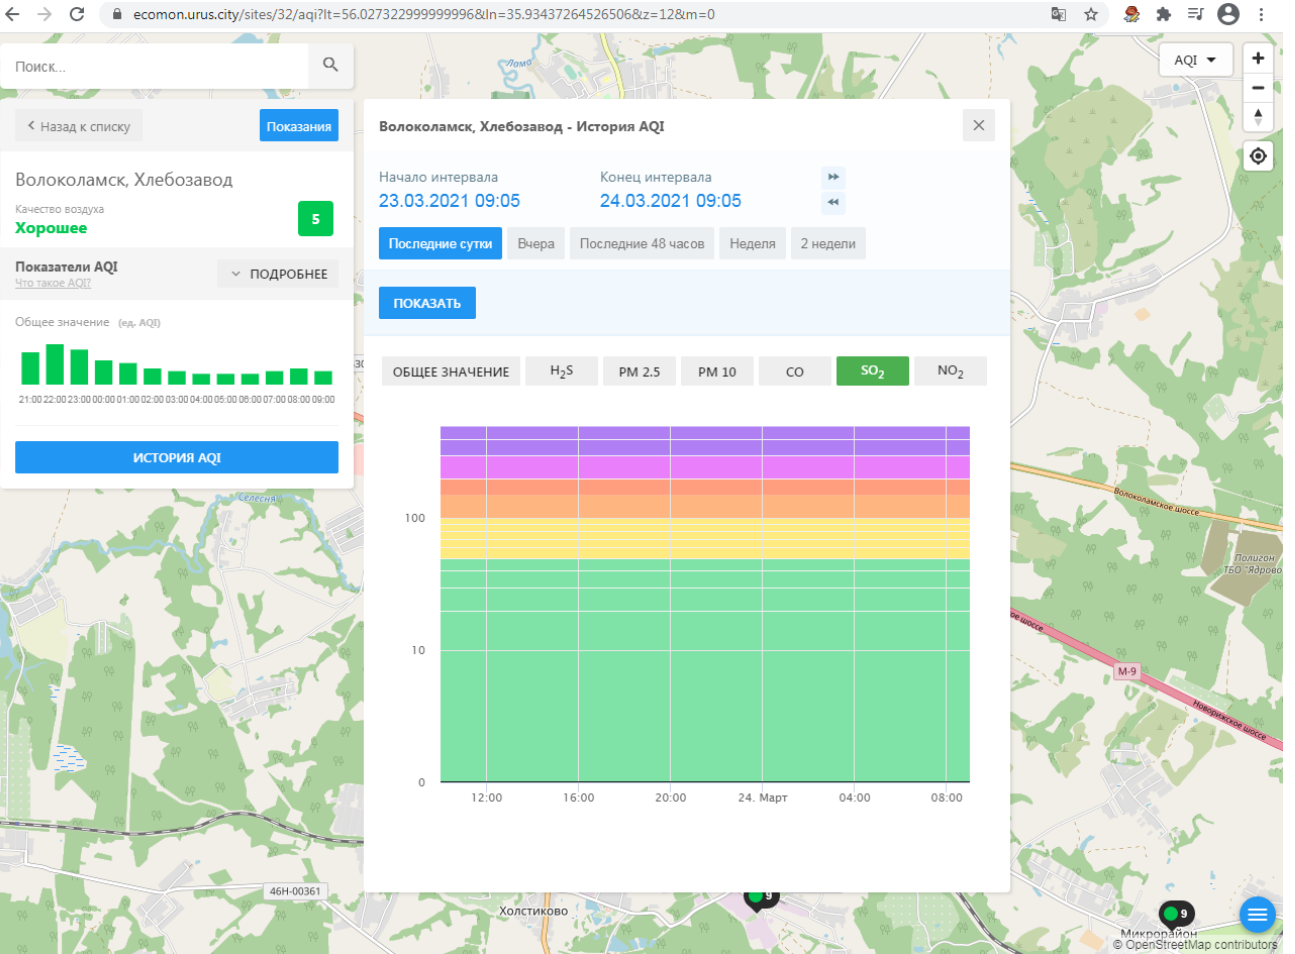 ecomon.urus.city/sites/32/aqi?lt=56.027322999999996&ln=35.93437264526506&z=12&m=0
Поиск...
AQI
Назад к списку
Показания
Волоколамск, Хлебозавод
Качество воздуха
Хорошее
5
Показатели AQI
Что такое AQI?
ПОДРОБНЕЕ
Общее значение (ед. AQI)
21:00 22:00 23:00 00:00 01:00 02:00 03:00 04:00 05:00 06:00 07:00 08:00 09:00
ИСТОРИЯ AQI
Волоколамск, Хлебозавод - История AQI
Начало интервала
Конец интервала
23.03.2021 09:05
24.03.2021 09:05
Последние сутки
Вчера
Последние 48 часов
Неделя
2 недели
ПОКАЗАТЬ
ОБЩЕЕ ЗНАЧЕНИЕ
H2S
PM 2.5
PM 10
CO
SO2
NO2
100
10
0
12:00
16:00
20:00
24. Март
04:00
08:00
Лама
Селесня
Волоколамское шоссе
Полигон
ТБО "Ядрово
ое шоссе
М-9
Новорижское шоссе
46Н-00361
Холстиково
9
9
Микрорайон
© OpenStreetMap contributors